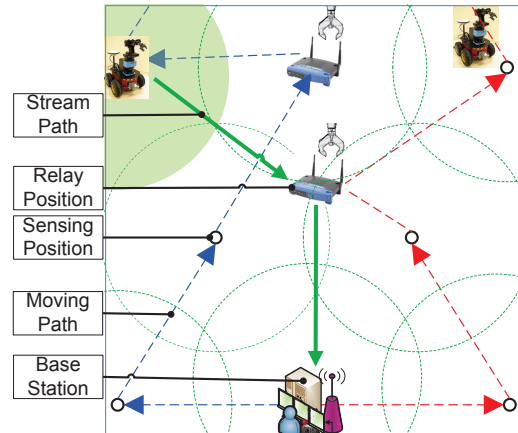 Stream
Path
Relay
Position
Sensing
Position
Moving
Path
Base
Station